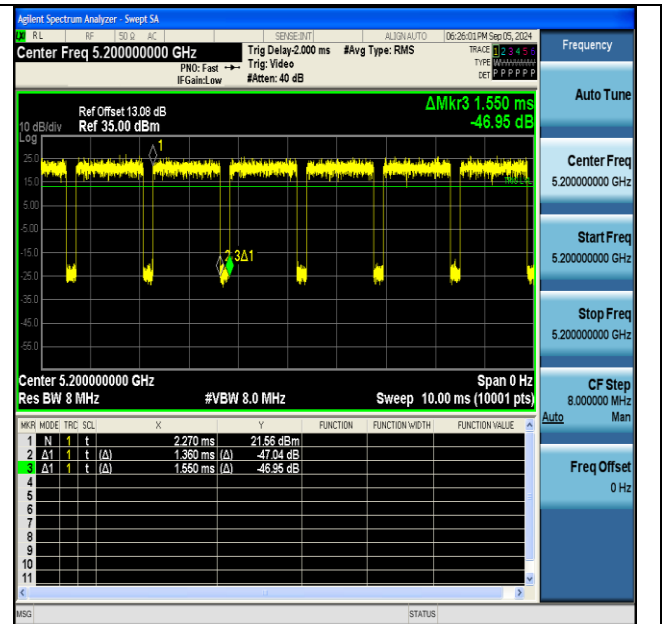 Agilent Spectrum Analyzer - Swept SA
RL RF 50 Ω AC SENSE:INT ALIGNAUTO 06:26:01PM Sep 05, 2024
Center Freq 5.200000000 GHz
Trig Delay-2.000 ms #Avg Type: RMS
TRACE 1 2 3 4 5 6
PNO: Fast Trig: Video
TYPE
IFGain:Low #Atten: 40 dB
DET P P P P P P
Frequency
Auto Tune
ΔMkr3 1.550 ms
-46.95 dB
Ref Offset 13.08 dB
10 dB/div Ref 35.00 dBm
Log
1
25.0
15.0
5.00
-5.00
-15.0
-25.0
-35.0
-45.0
-55.0
2 3Δ1
Center Freq
5.200000000 GHz
Start Freq
5.200000000 GHz
Stop Freq
5.200000000 GHz
CF Step
8.000000 MHz
Auto Man
Freq Offset
0 Hz
Center 5.200000000 GHz Span 0 Hz
Res BW 8 MHz #VBW 8.0 MHz Sweep 10.00 ms (10001 pts)
MKR MODE TRC SCL X Y FUNCTION FUNCTION WIDTH FUNCTION VALUE
1 N 1 t 2.270 ms 21.56 dBm
2 Δ1 1 t (Δ) 1.360 ms (Δ) -47.04 dB
3 Δ1 1 t (Δ) 1.550 ms (Δ) -46.95 dB
4
5
6
7
8
9
10
11
MSG STATUS